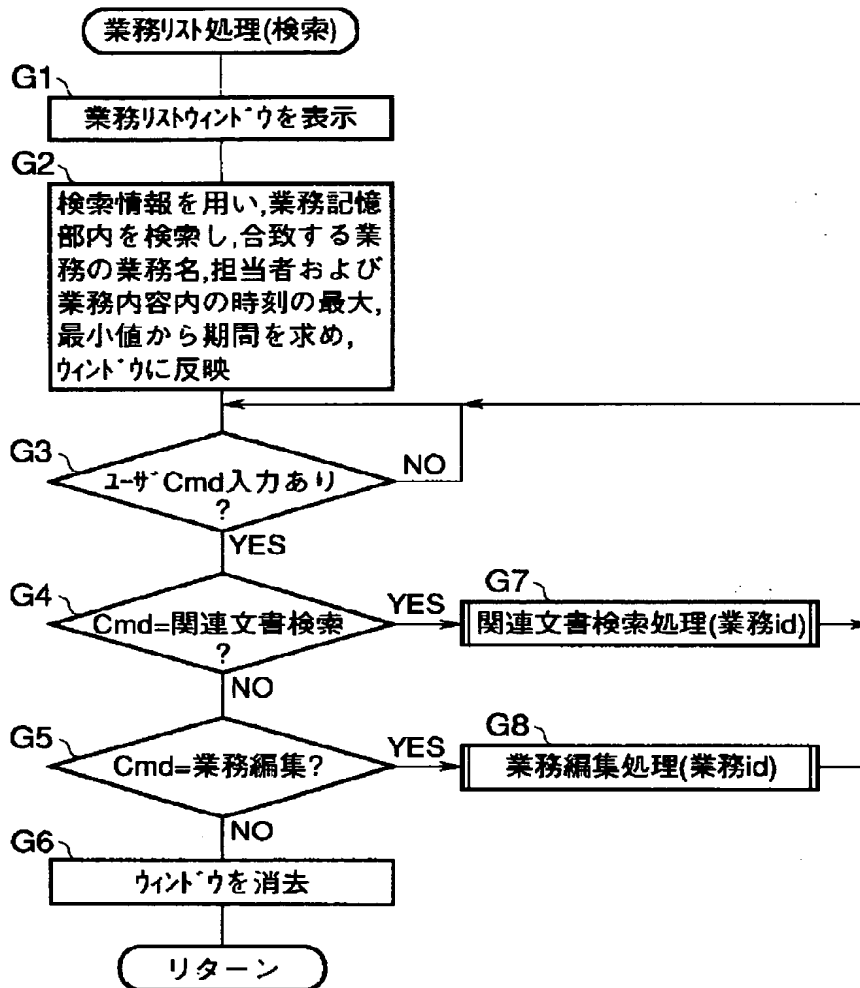 業務リスト処理(検索)
G1
業務リストウィンドウを表示
G2
検索情報を用い,業務記憶
部内を検索し,合致する業
務の業務名,担当者および
業務内容内の時刻の最大,
最小値から期間を求め,
ウィンドウに反映
G3
ユーザCmd入力あり
?
NO
YES
G4
Cmd=関連文書検索
?
YES
G7
関連文書検索処理(業務id)
NO
G5
Cmd=業務編集?
YES
G8
業務編集処理(業務id)
NO
G6
ウィンドウを消去
リターン